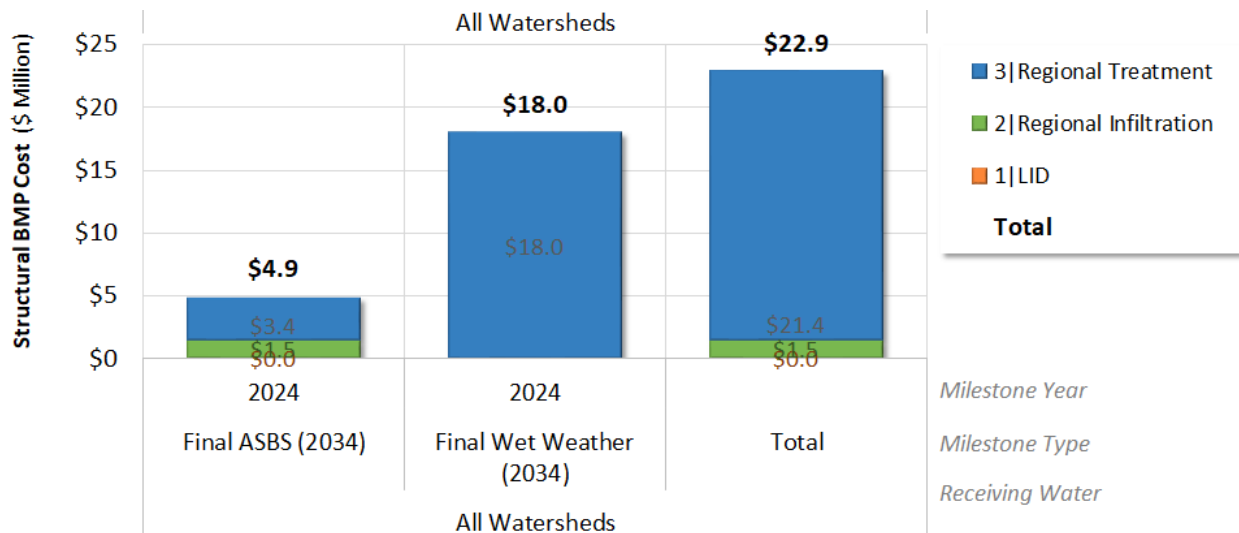 All Watersheds
Structural BMP Cost ($ Million)
$25
$20
$15
$10
$5
$0
$4.9
$3.4
$1.5
$0.0
$18.0
$18.0
$22.9
$21.4
$1.5
$0.0
3|Regional Treatment
2|Regional Infiltration
1|LID
Total
2024
2024
Milestone Year
Final ASBS (2034)
Final Wet Weather
(2034)
Total
Milestone Type
Receiving Water
All Watersheds